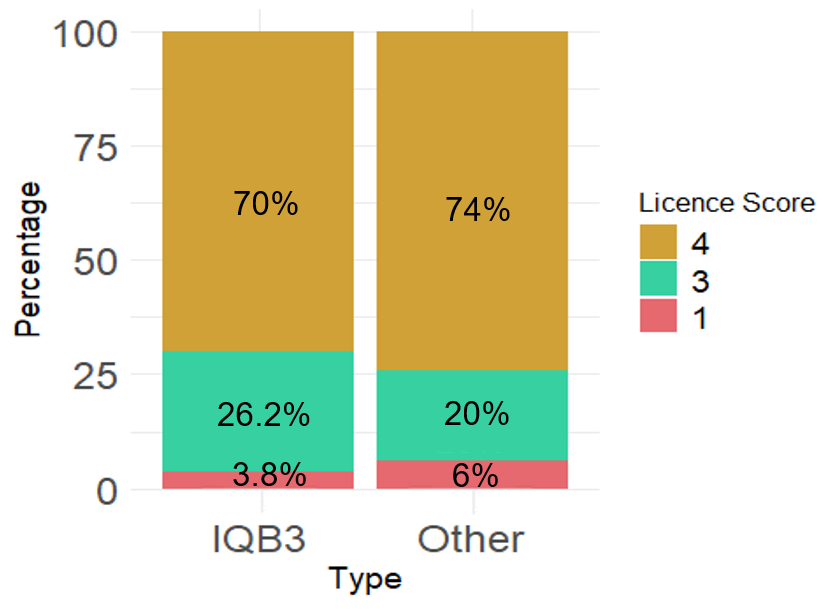 100
75
50
25
0
Percentage
70%
74%
26.2%
20%
3.8%
6%
IQB3
Other
Type
Licence Score
4
3
1